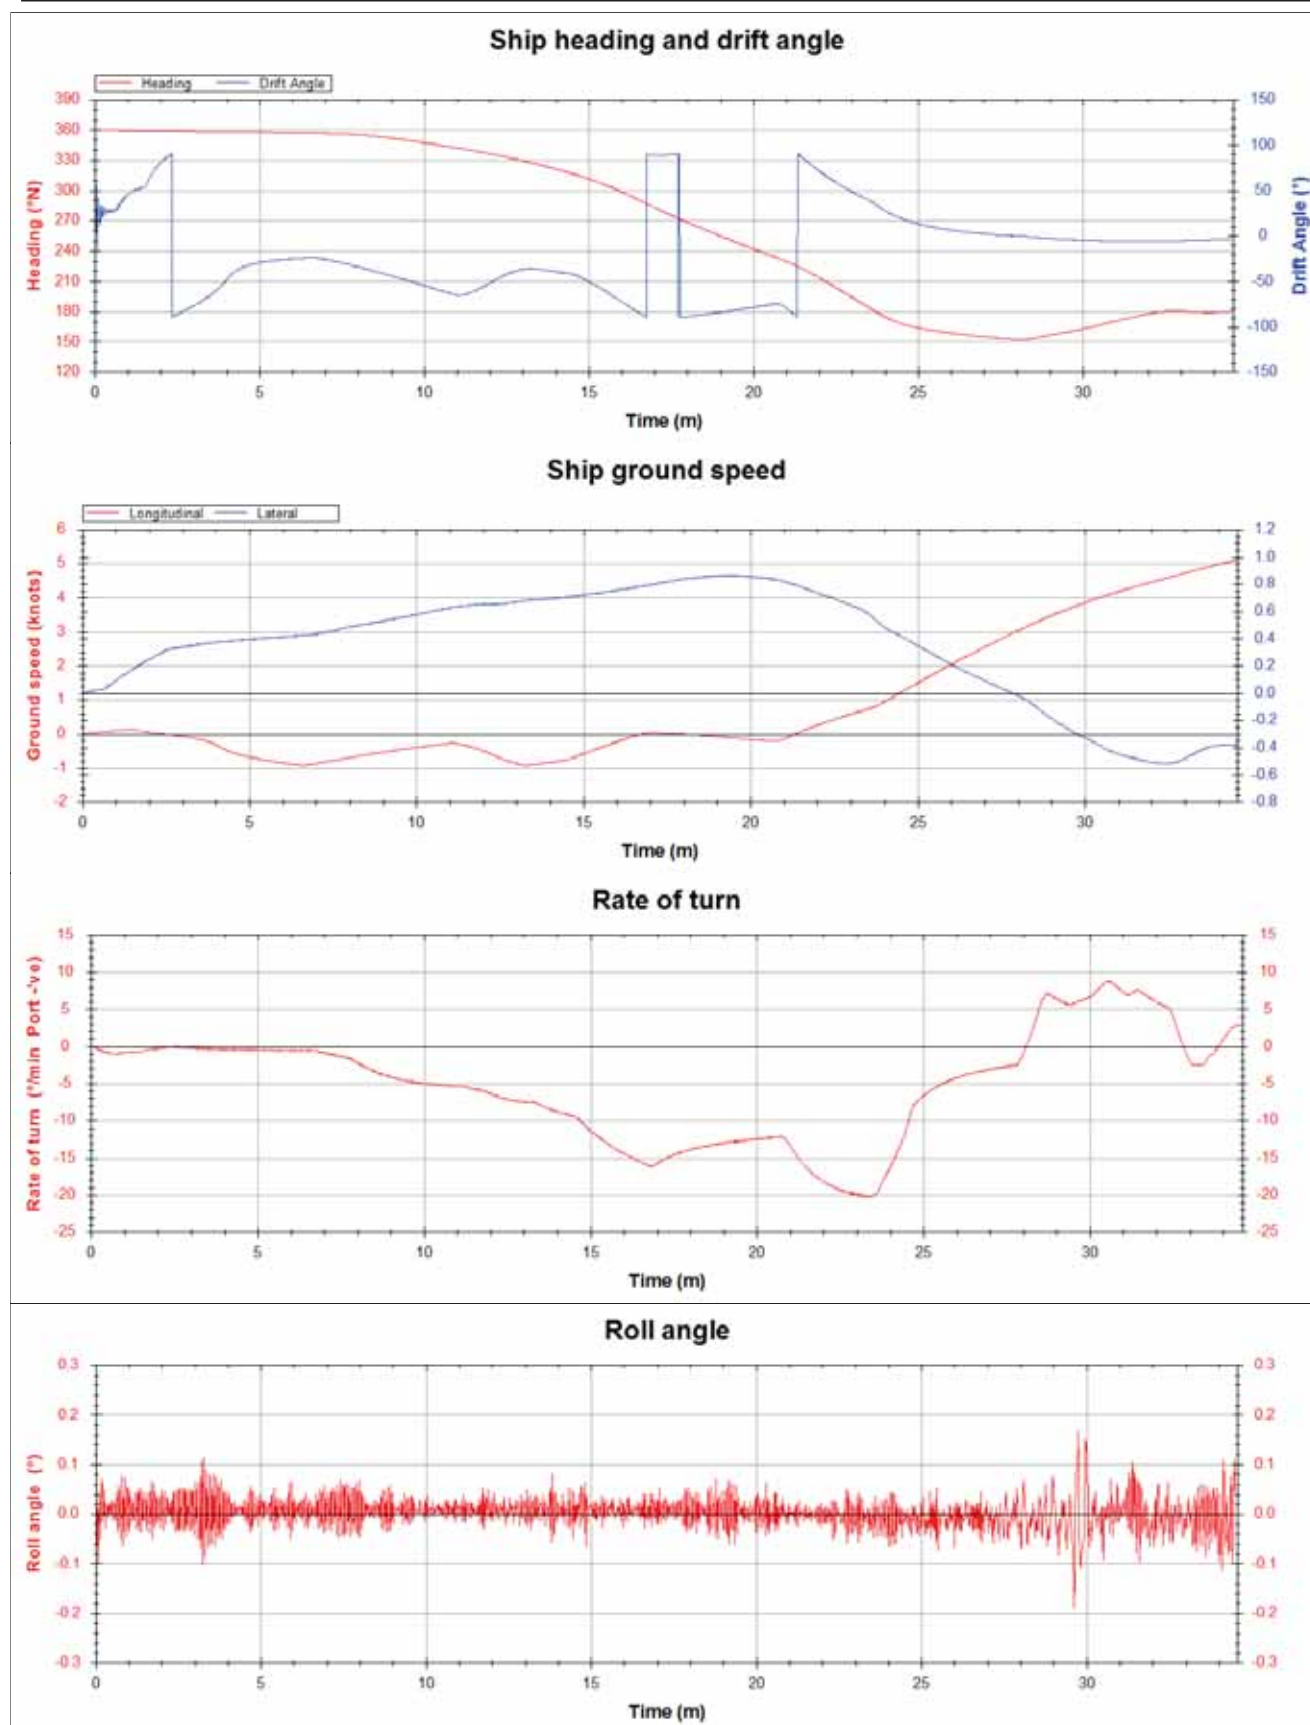 Ship heading and drift angle
Heading Drift Angle
390 150
360 100
330
300 50
270
240 0
210 -50
180
150 -100
120 -150
Heading (°N)
Drift Angle (°)
0 5 10 15 20 25 30
Time (m)
Ship ground speed
Longitudinal Lateral
6 1.2
5 1.0
4 0.8
3 0.6
2 0.4
1 0.2
0 0.0
-1 -0.2
-2 -0.4
-0.6
-0.8
Ground speed (knots)
0 5 10 15 20 25 30
Time (m)
Rate of turn
15 15
10 10
5 5
0 0
-5 -5
-10 -10
-15 -15
-20 -20
-25 -25
Rate of turn (°/min Port -'ve)
0 5 10 15 20 25 30
Time (m)
Roll angle
0.3 0.3
0.2 0.2
0.1 0.1
0.0 0.0
-0.1 -0.1
-0.2 -0.2
-0.3 -0.3
Roll angle (°)
0 5 10 15 20 25 30
Time (m)